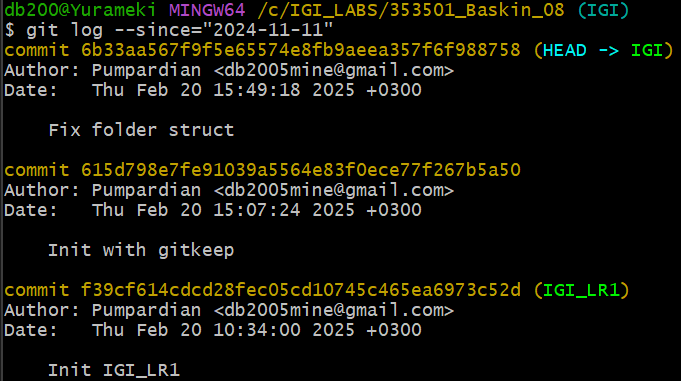 db200@Yurameki MINGW64 /c/IGI_LABS/353501_Baskin_08 (IGI)
$ git log --since="2024-11-11"
commit 6b33aa567f9f5e65574e8fb9aeea357f6f988758 (HEAD -> IGI)
Author: Pumpardian <db2005mine@gmail.com>
Date:   Thu Feb 20 15:49:18 2025 +0300
    Fix folder struct
commit 615d798e7fe91039a5564e83f0ece77f267b5a50
Author: Pumpardian <db2005mine@gmail.com>
Date:   Thu Feb 20 15:07:24 2025 +0300
    Init with gitkeep
commit f39cf614cdcd28fec05cd10745c465ea6973c52d (IGI_LR1)
Author: Pumpardian <db2005mine@gmail.com>
Date:   Thu Feb 20 10:34:00 2025 +0300
    Init IGI_LR1